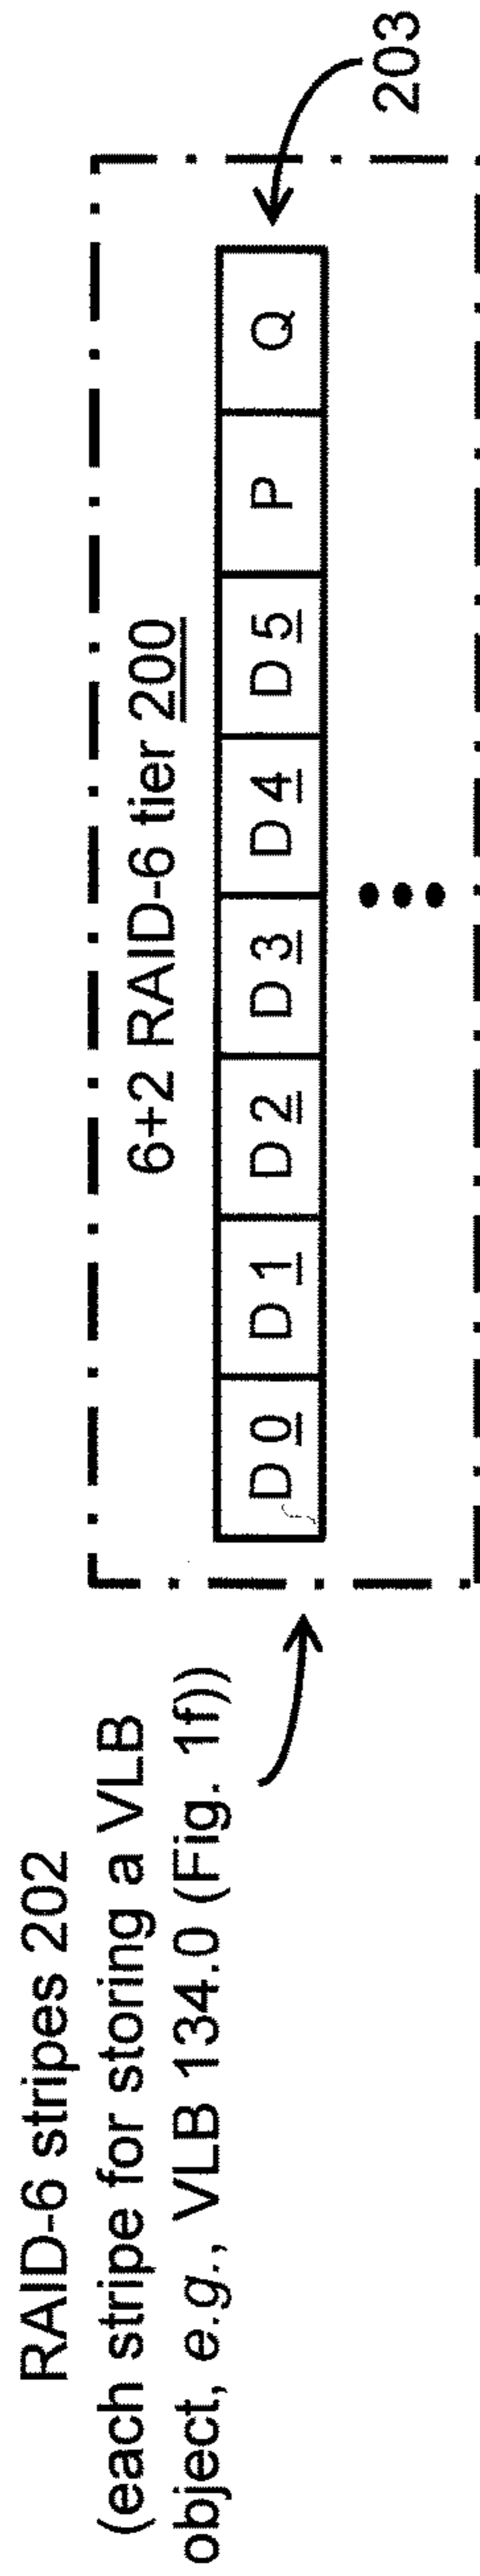 RAID-6 stripes 202
(each stripe for storing a VLB
object, e.g., VLB 134.0 (Fig. 1f))
6+2 RAID-6 tier 200
D 0 D 1 D 2 D 3 D 4 D 5 P Q
203